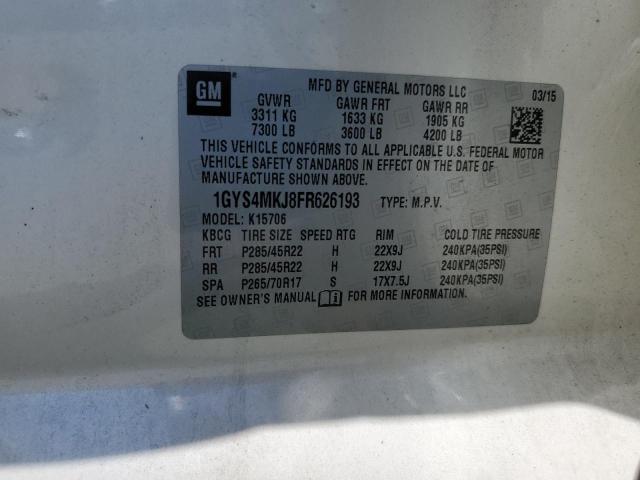 GM
MFD BY GENERAL MOTORS LLC
03/15
GVWR GAWR FRT GAWR RR
3311 KG 1633 KG 1905 KG
7300 LB 3600 LB 4200 LB
THIS VEHICLE CONFORMS TO ALL APPLICABLE U.S. FEDERAL MOTOR
VEHICLE SAFETY STANDARDS IN EFFECT ON THE DATE OF
MANUFACTURE SHOWN ABOVE.
1GYS4MKJ8FR626193 TYPE: M.P.V.
MODEL: K15706
KBCG TIRE SIZE SPEED RTG RIM COLD TIRE PRESSURE
FRT P285/45R22 H 22X9J 240KPA(35PSI)
RR P285/45R22 H 22X9J 240KPA(35PSI)
SPA P265/70R17 S 17X7.5J 240KPA(35PSI)
SEE OWNER'S MANUAL FOR MORE INFORMATION.